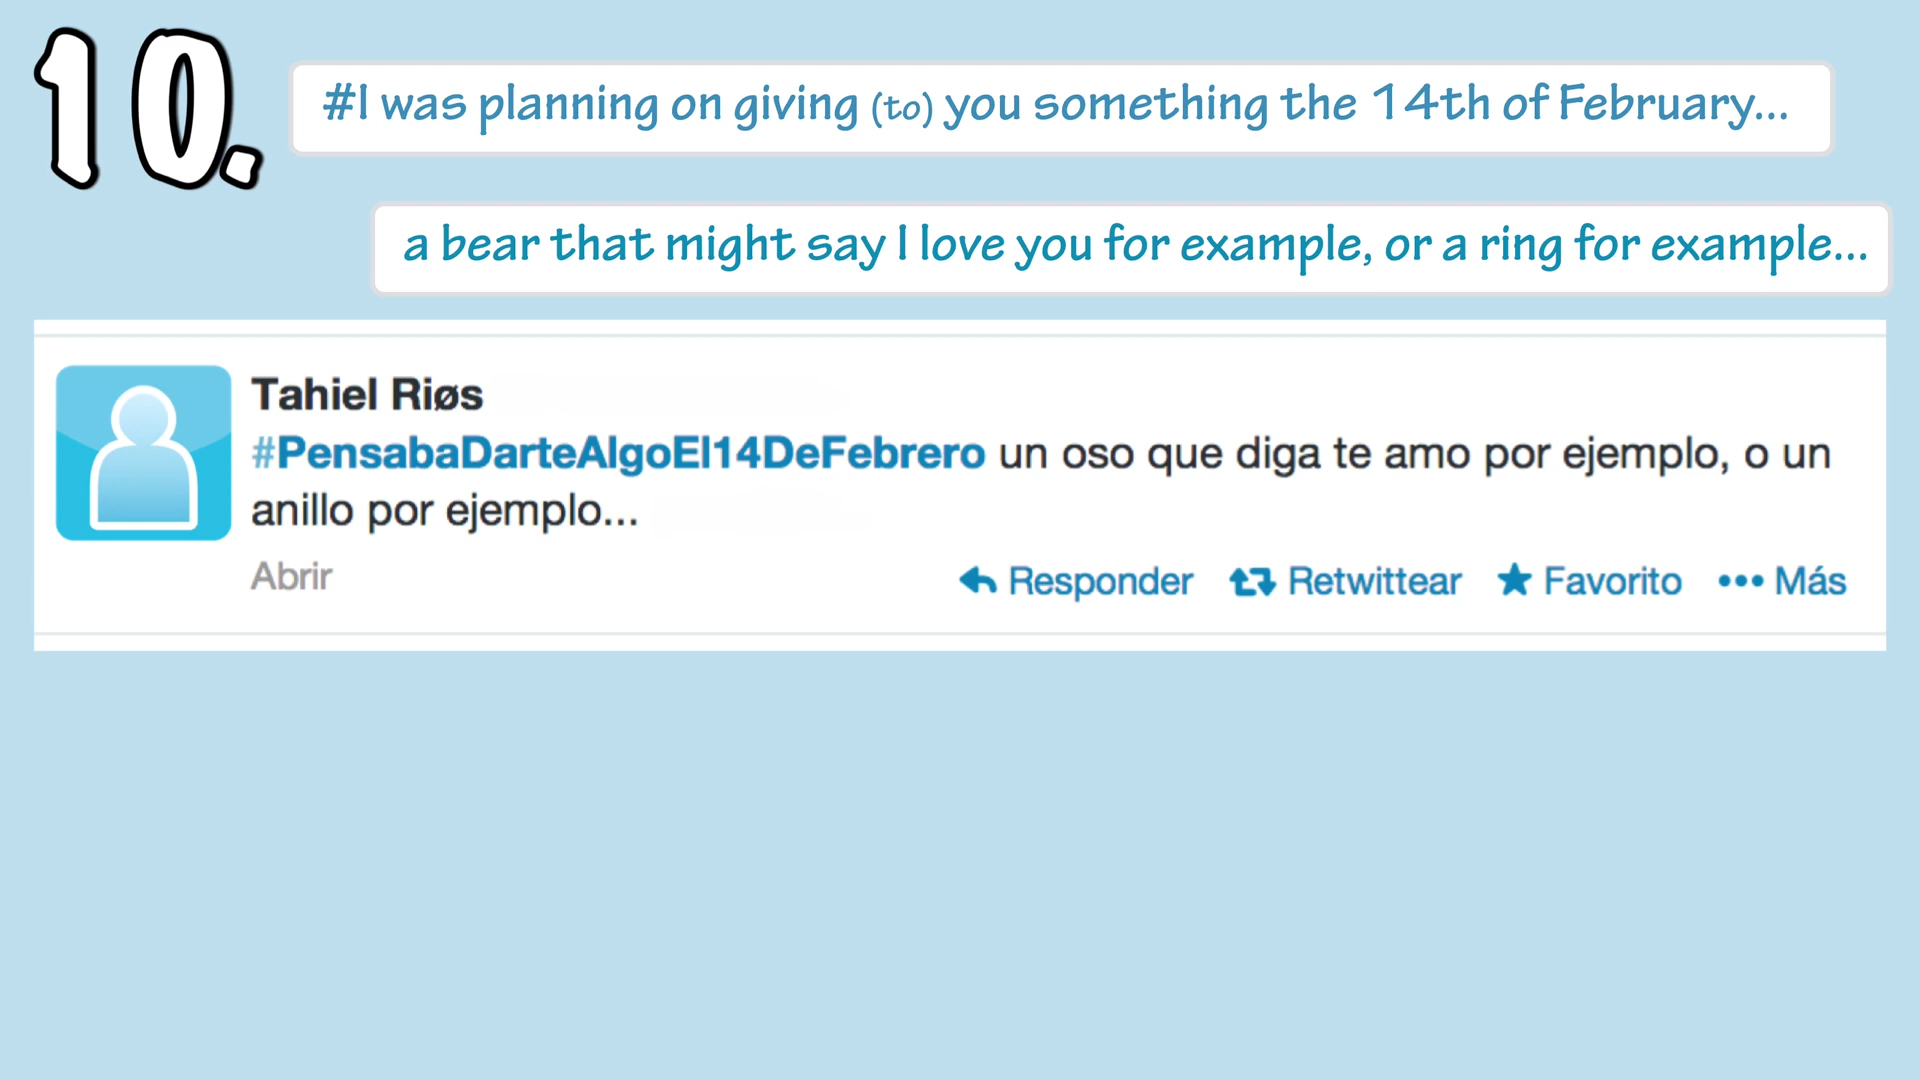 10.
#I was planning on giving (to) you something the 14th of February...
a bear that might say I love you for example, or a ring for example...
Tahiel Riøs
#PensabaDarteAlgoEl14DeFebrero un oso que diga te amo por ejemplo, o un
anillo por ejemplo...
Abrir
Responder Retwittear Favorito Más